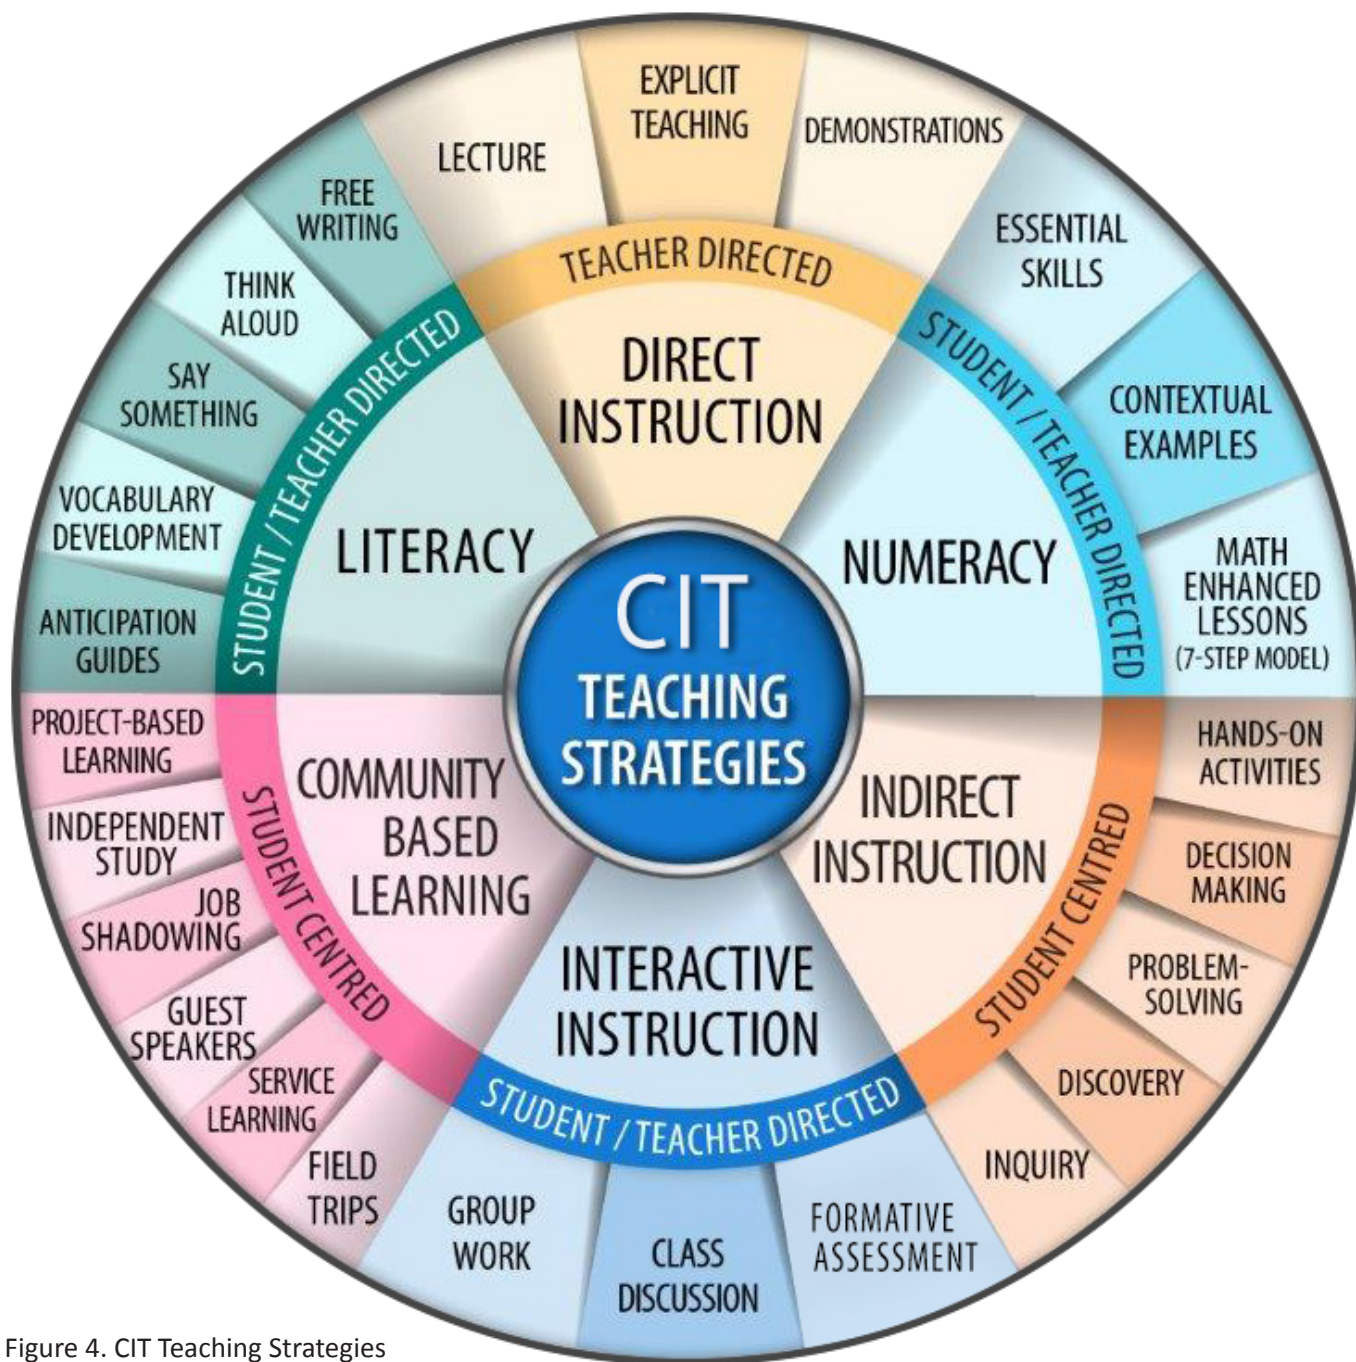 CIT
TEACHING
STRATEGIES
TEACHER DIRECTED
DIRECT
INSTRUCTION
LECTURE
EXPLICIT
TEACHING
DEMONSTRATIONS
STUDENT / TEACHER DIRECTED
NUMERACY
ESSENTIAL
SKILLS
CONTEXTUAL
EXAMPLES
MATH
ENHANCED
LESSONS
(7-STEP MODEL)
STUDENT CENTRED
INDIRECT
INSTRUCTION
HANDS-ON
ACTIVITIES
DECISION
MAKING
PROBLEM-
SOLVING
DISCOVERY
INQUIRY
STUDENT / TEACHER DIRECTED
INTERACTIVE
INSTRUCTION
FORMATIVE
ASSESSMENT
CLASS
DISCUSSION
GROUP
WORK
STUDENT CENTRED
COMMUNITY
BASED
LEARNING
FIELD
TRIPS
SERVICE
LEARNING
GUEST
SPEAKERS
JOB
SHADOWING
INDEPENDENT
STUDY
PROJECT-BASED
LEARNING
STUDENT / TEACHER DIRECTED
LITERACY
ANTICIPATION
GUIDES
VOCABULARY
DEVELOPMENT
SAY
SOMETHING
THINK
ALOUD
FREE
WRITING
Figure 4. CIT Teaching Strategies